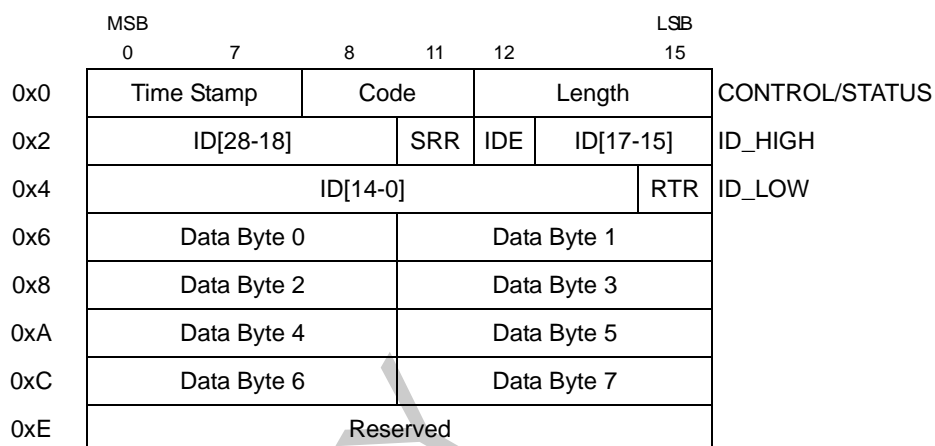 MSB LSB
0 7 8 11 12 15
0x0 Time Stamp Code Length CONTROL/STATUS
0x2 ID[28-18] SRR IDE ID[17-15] ID_HIGH
0x4 ID[14-0] RTR ID_LOW
0x6 Data Byte 0 Data Byte 1
0x8 Data Byte 2 Data Byte 3
0xA Data Byte 4 Data Byte 5
0xC Data Byte 6 Data Byte 7
0xE Reserved